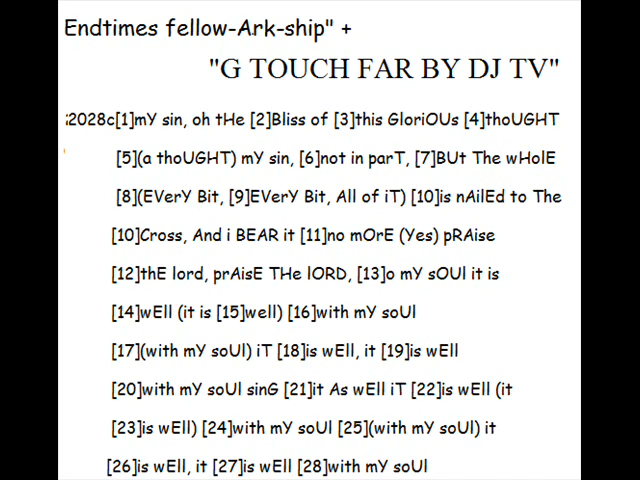 Endtimes fellow-Ark-ship" +
"G TOUCH FAR BY DJ TV"
2028c[1]mY sin, oh tHe [2]Bliss of [3]this GloriOUs [4]thoUGHT
[5](a thoUGHT) mY sin, [6]not in parT, [7]BUt The wHolE
[8](EVerY Bit, [9]EVerY Bit, All of iT) [10]is nAilEd to The
[10]Cross, And i BEAR it [11]no mOrE (Yes) pRAise
[12]thE lord, prAisE THe lORD, [13]o mY sOUl it is
[14]wEll (it is [15]well) [16]with mY soUl
[17](with mY soUl) iT [18]is wEll, it [19]is wEll
[20]with mY soUl sinG [21]it As wEll iT [22]is wEll (it
[23]is wEll) [24]with mY soUl [25](with mY soUl) it
[26]is wEll, it [27]is wEll [28]with mY soUl